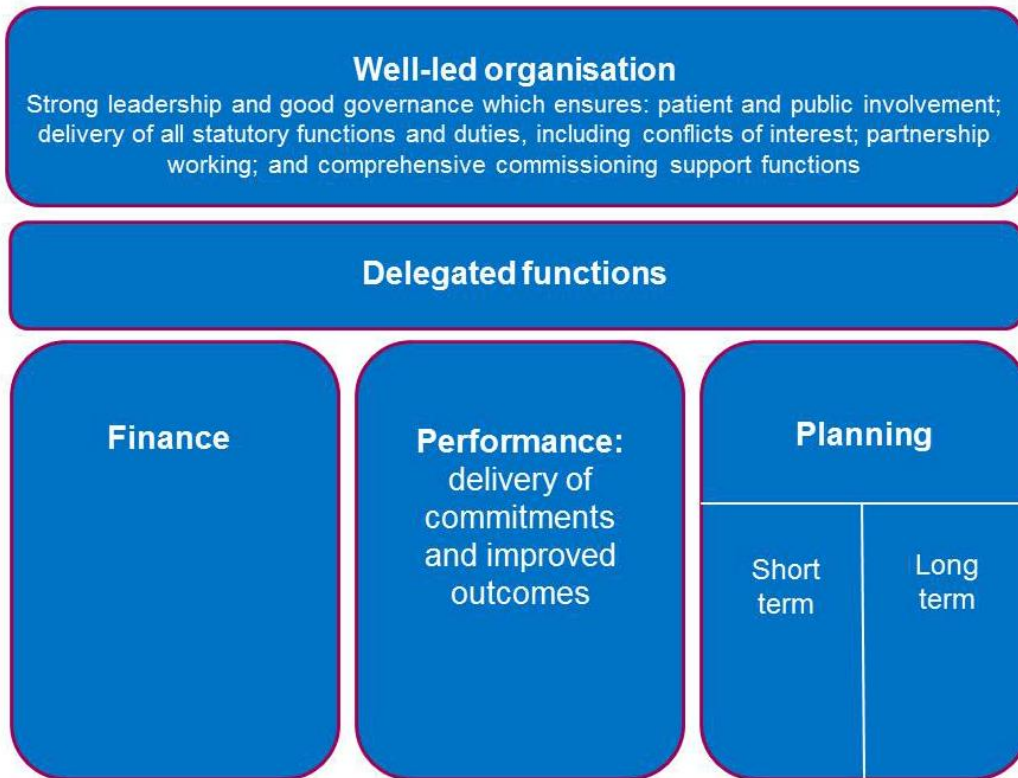 Well-led organisation
Strong leadership and good governance which ensures: patient and public involvement;
delivery of all statutory functions and duties, including conflicts of interest; partnership
working; and comprehensive commissioning support functions
Delegated functions
Finance
Performance:
delivery of
commitments
and improved
outcomes
Planning
Short
term
Long
term